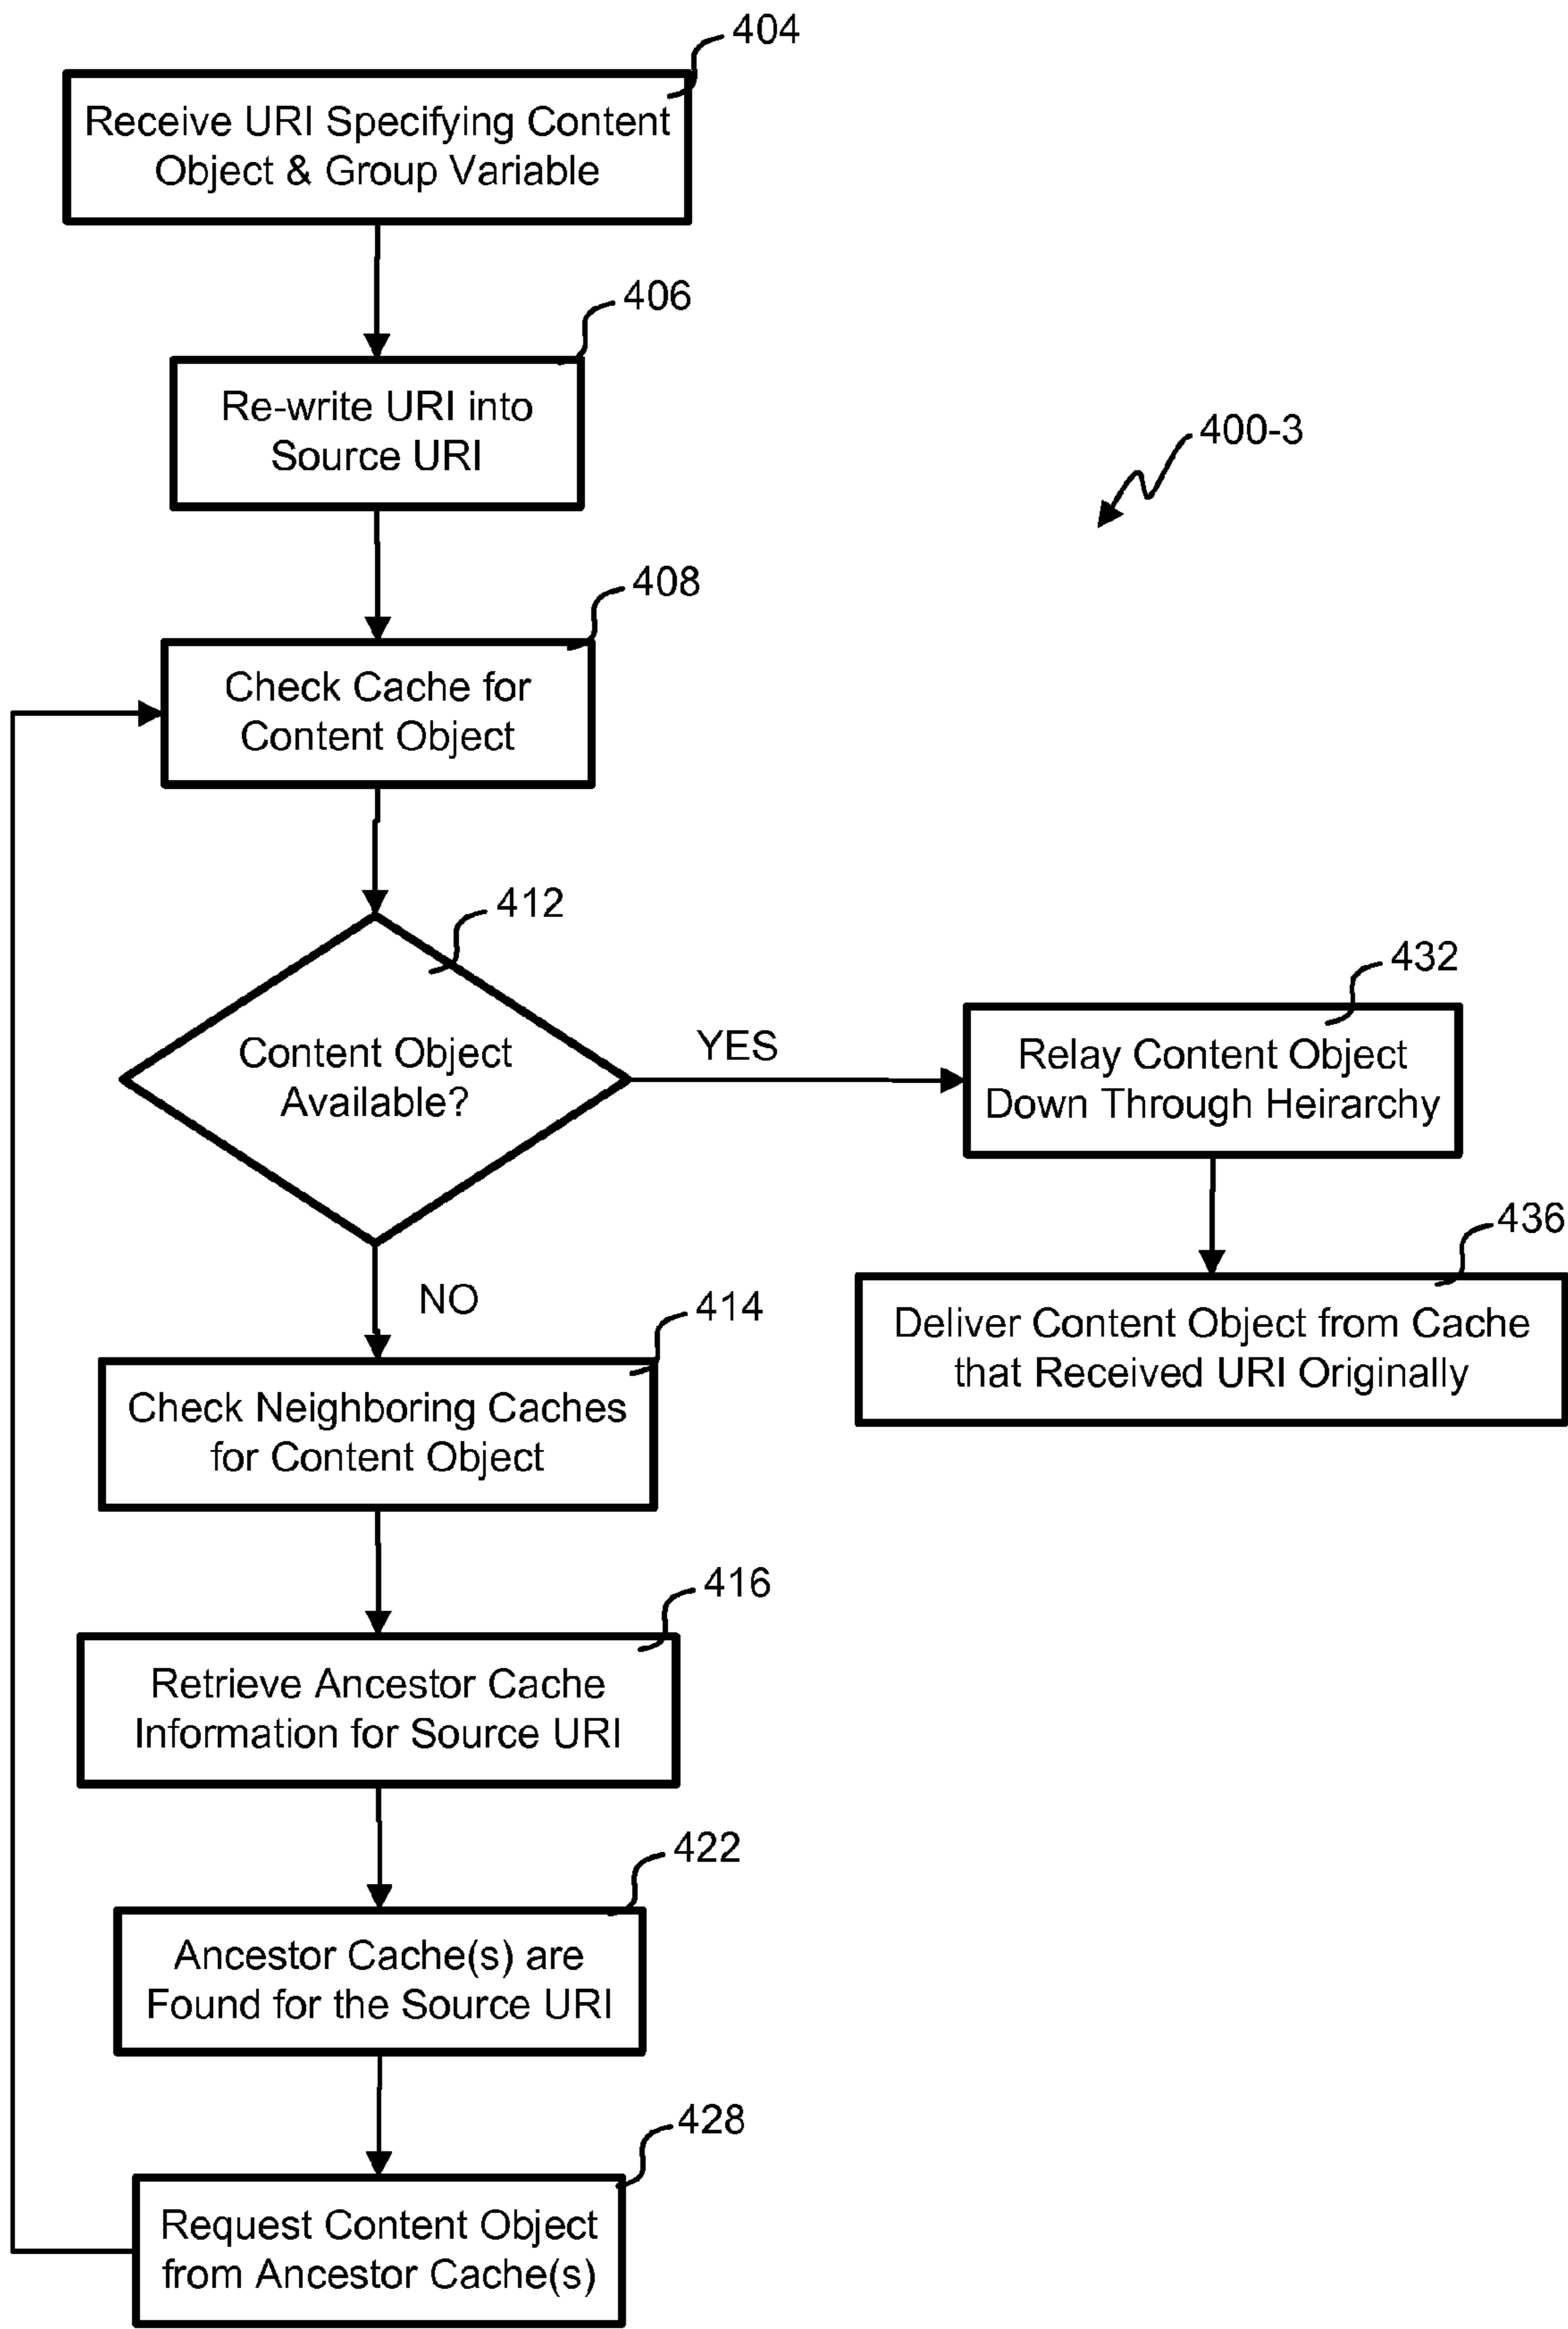 404
Receive URI Specifying Content
Object & Group Variable
406
Re-write URI into
Source URI
400-3
408
Check Cache for
Content Object
412
Content Object
Available?
YES
432
Relay Content Object
Down Through Heirarchy
436
Deliver Content Object from Cache
that Received URI Originally
NO
414
Check Neighboring Caches
for Content Object
416
Retrieve Ancestor Cache
Information for Source URI
422
Ancestor Cache(s) are
Found for the Source URI
428
Request Content Object
from Ancestor Cache(s)